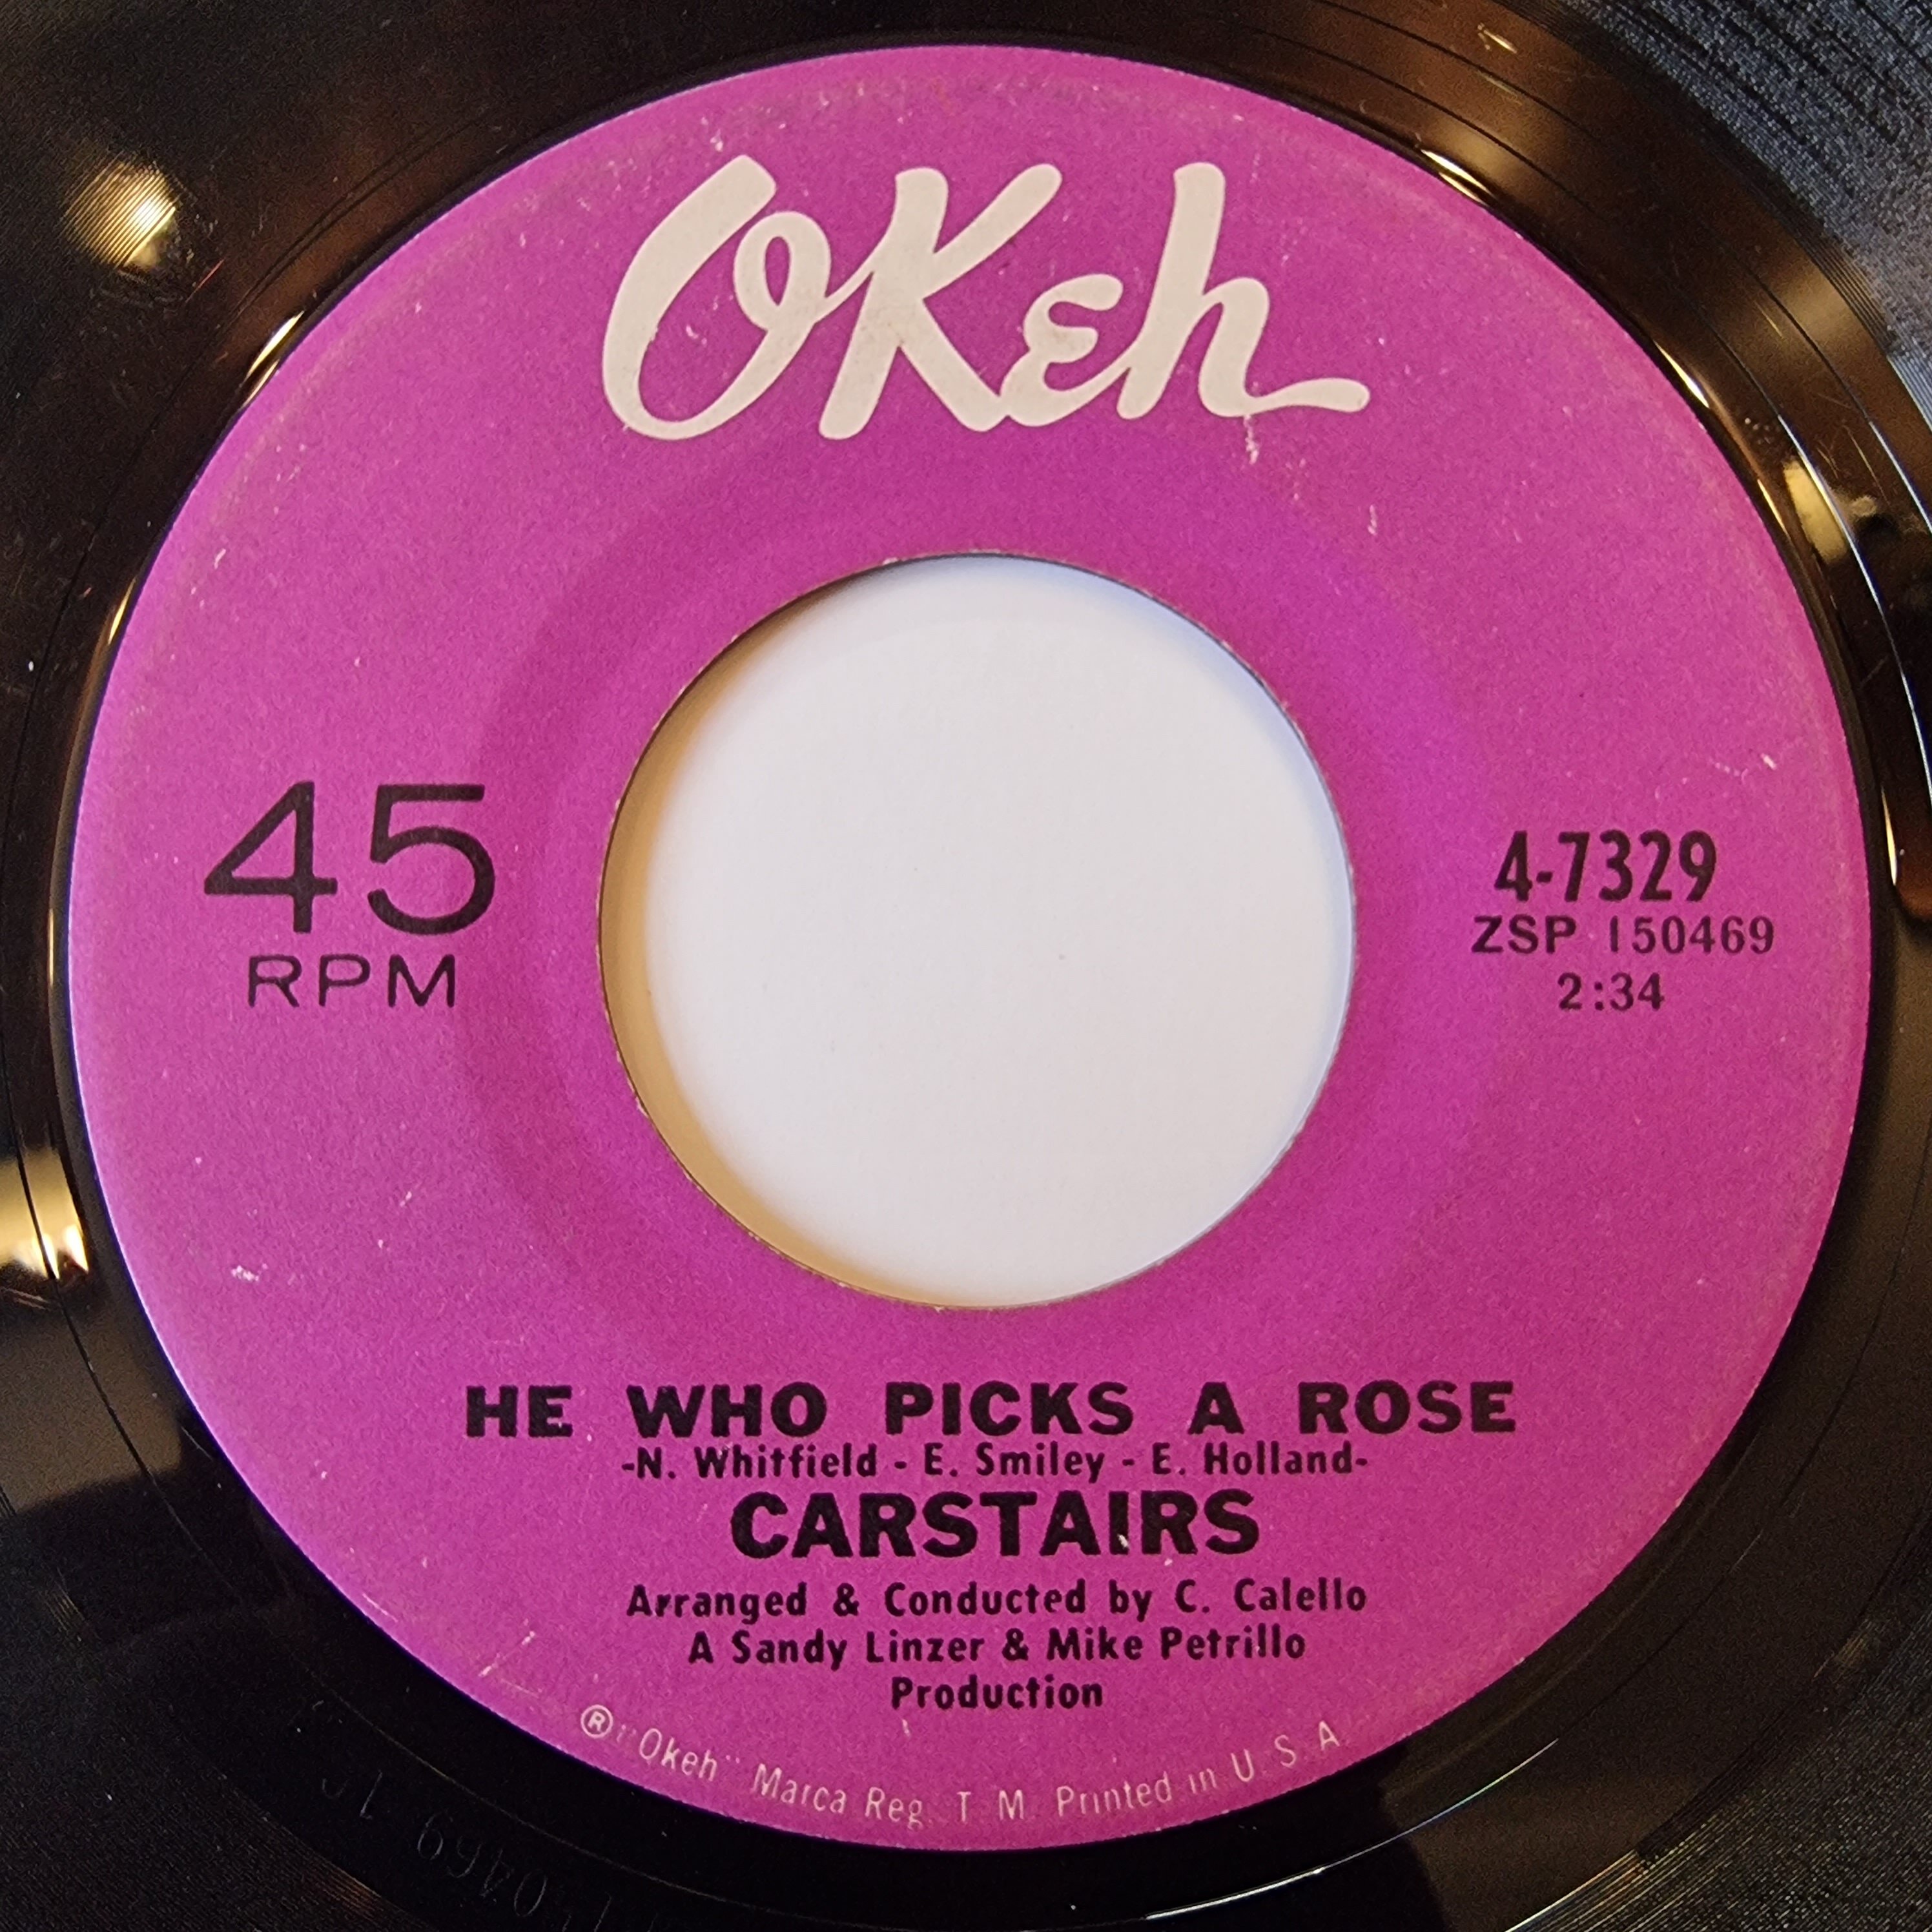 OKeh
45
RPM
4-7329
ZSP 150469
2:34
HE WHO PICKS A ROSE
-N. Whitfield - E. Smiley - E. Holland-
CARSTAIRS
Arranged & Conducted by C. Calello
A Sandy Linzer & Mike Petrillo
Production
® "Okeh" Marca Reg. T. M. Printed in U. S. A.